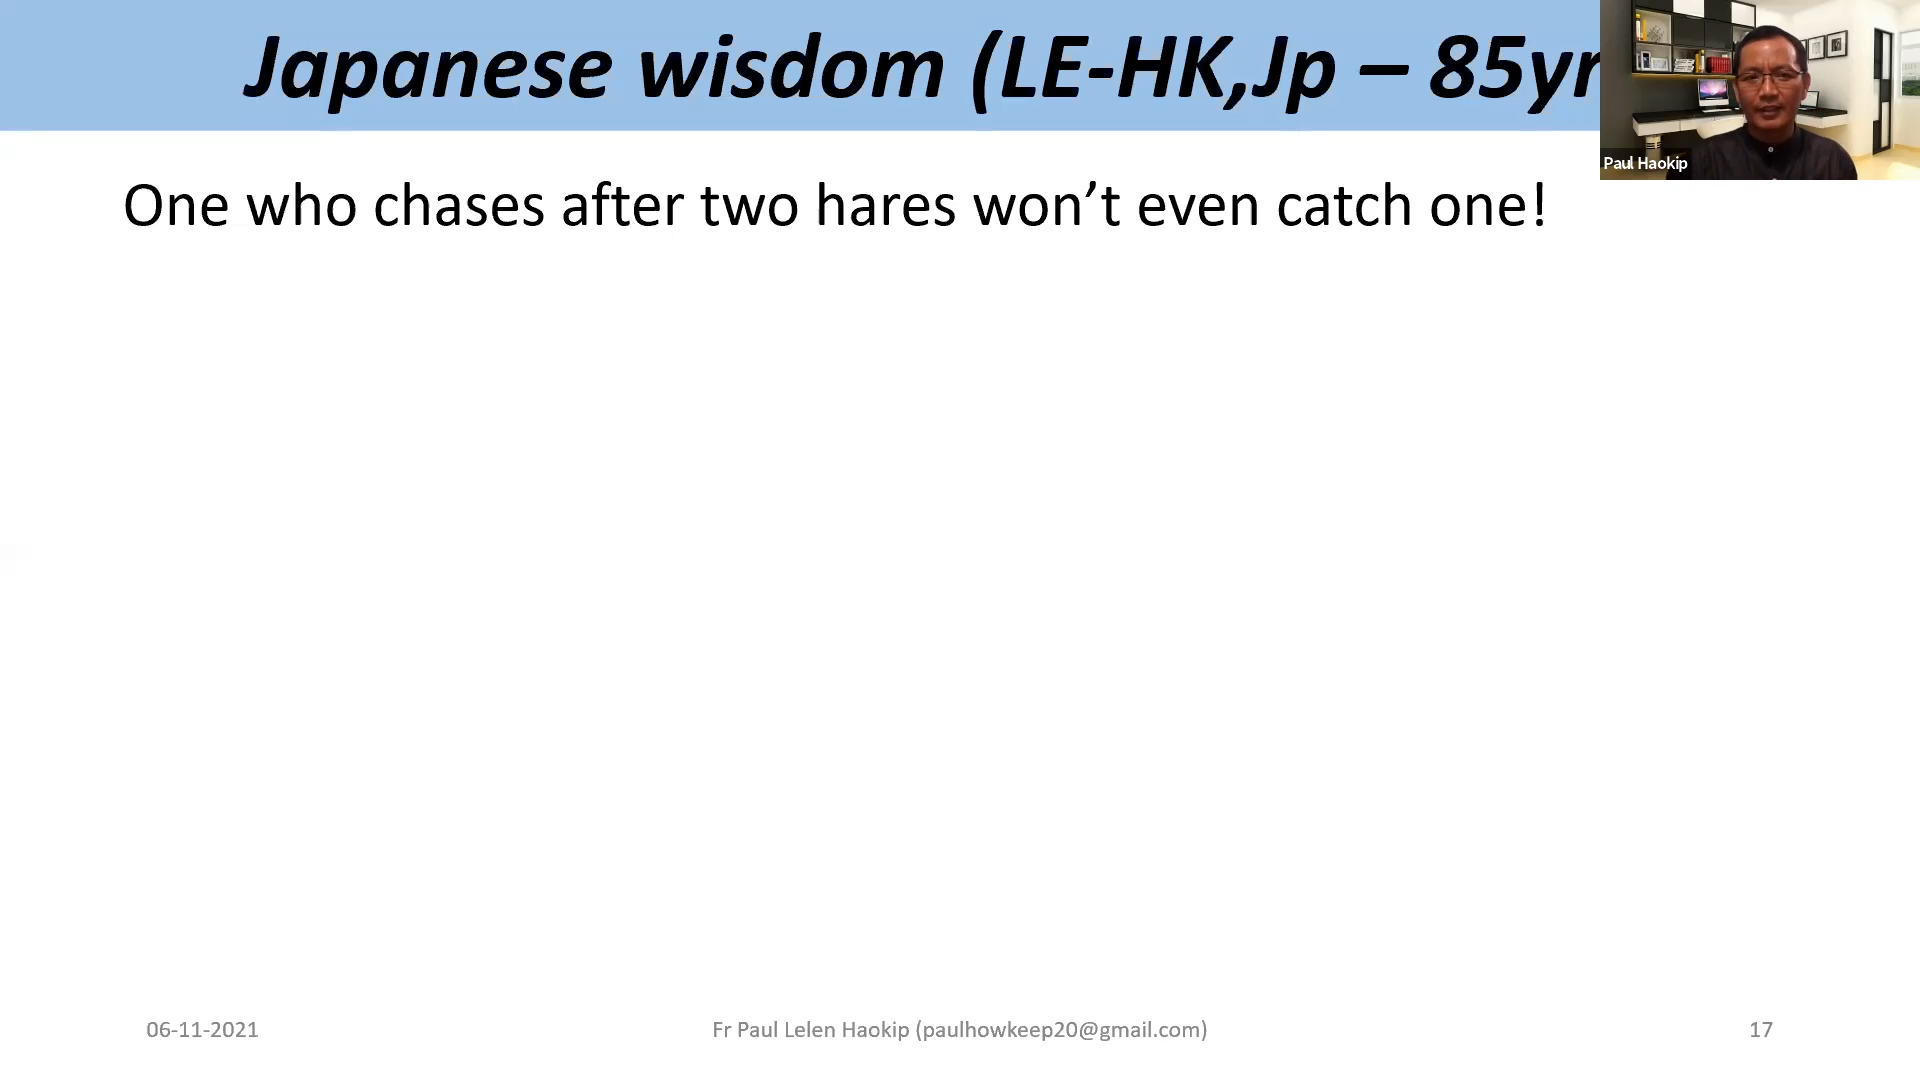 Japanese wisdom (LE-HK,Jp – 85yr
Paul Haokip
One who chases after two hares won’t even catch one!
06-11-2021
Fr Paul Lelen Haokip (paulhowkeep20@gmail.com)
17